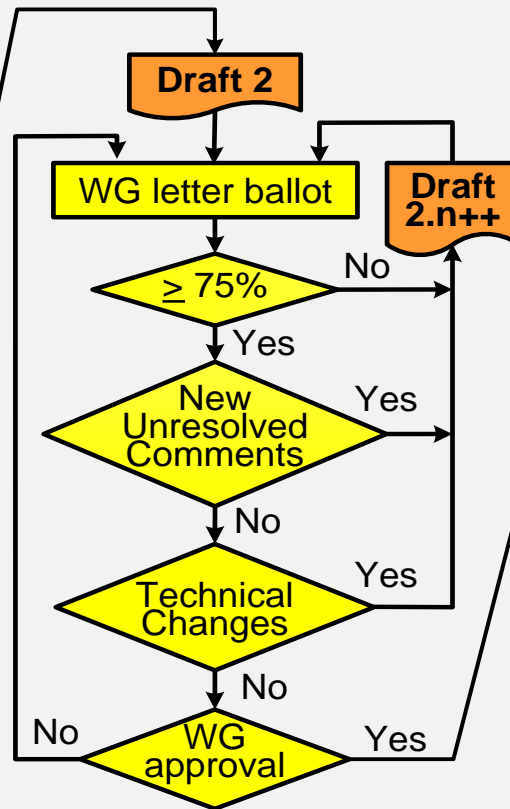 Draft 2
WG letter ballot
Draft
2.n++
≥ 75%
No
Yes
New
Unresolved
Comments
Yes
No
Technical
Changes
Yes
No
No
WG
approval
Yes